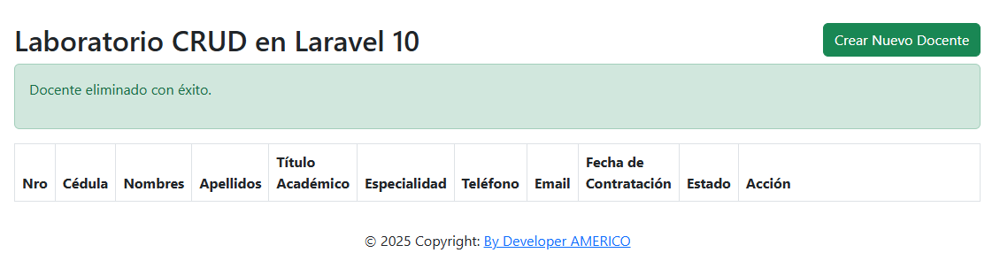 Laboratorio CRUD en Laravel 10
Crear Nuevo Docente
Docente eliminado con éxito.
Nro Cédula Nombres Apellidos Título Académico Especialidad Teléfono Email Fecha de Contratación Estado Acción
© 2025 Copyright: By Developer AMERICO